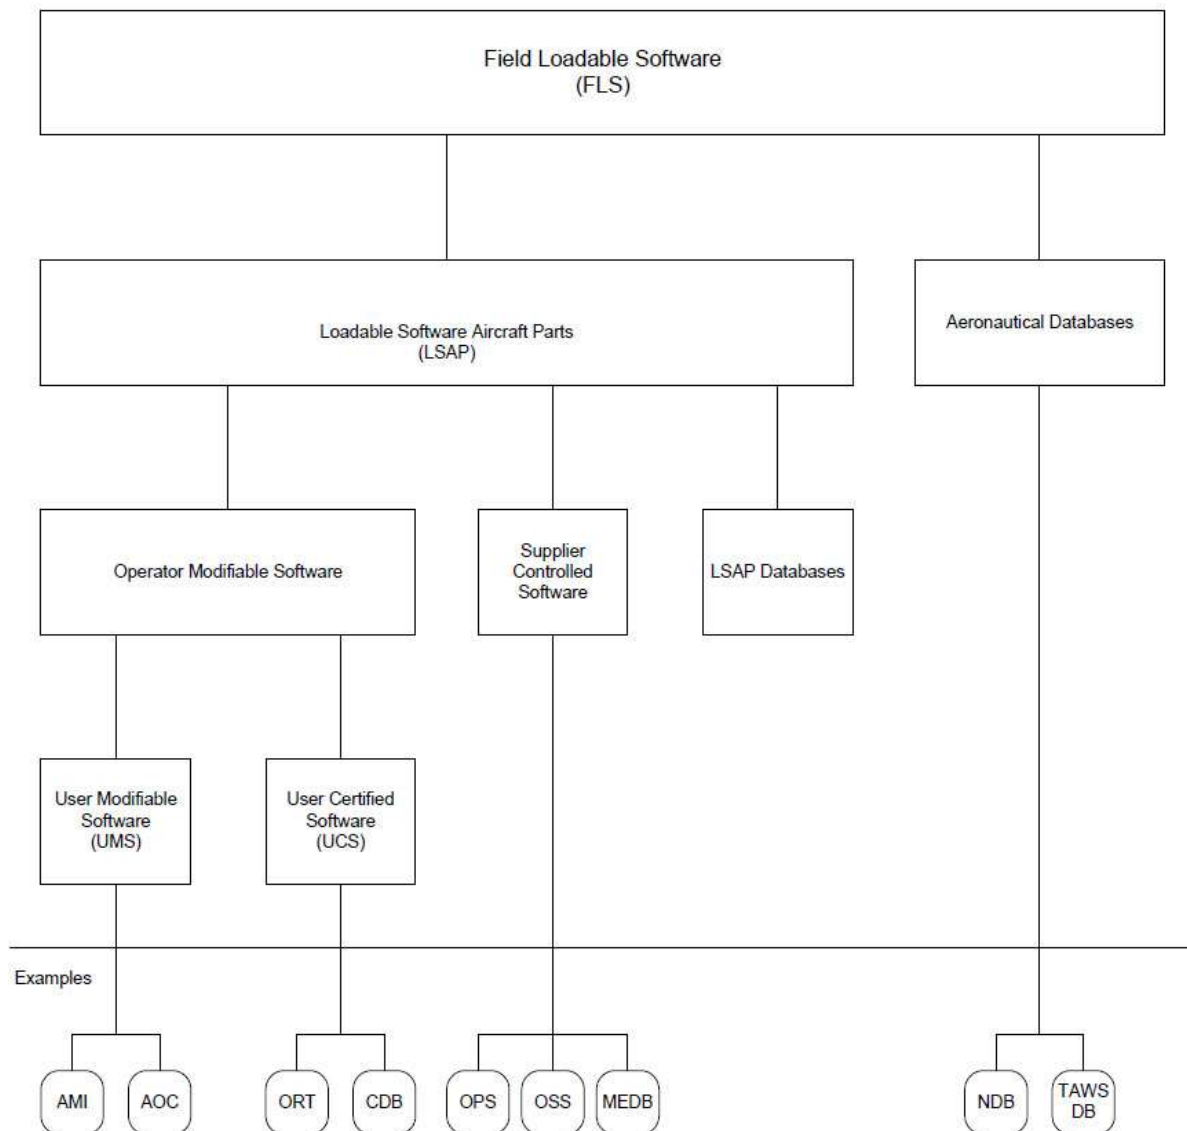 Field Loadable Software
(FLS)
Loadable Software Aircraft Parts
(LSAP)
Aeronautical Databases
Operator Modifiable Software
Supplier
Controlled
Software
LSAP Databases
User Modifiable
Software
(UMS)
User Certified
Software
(UCS)
Examples
AMI
AOC
ORT
CDB
OPS
OSS
MEDB
NDB
TAWS
DB